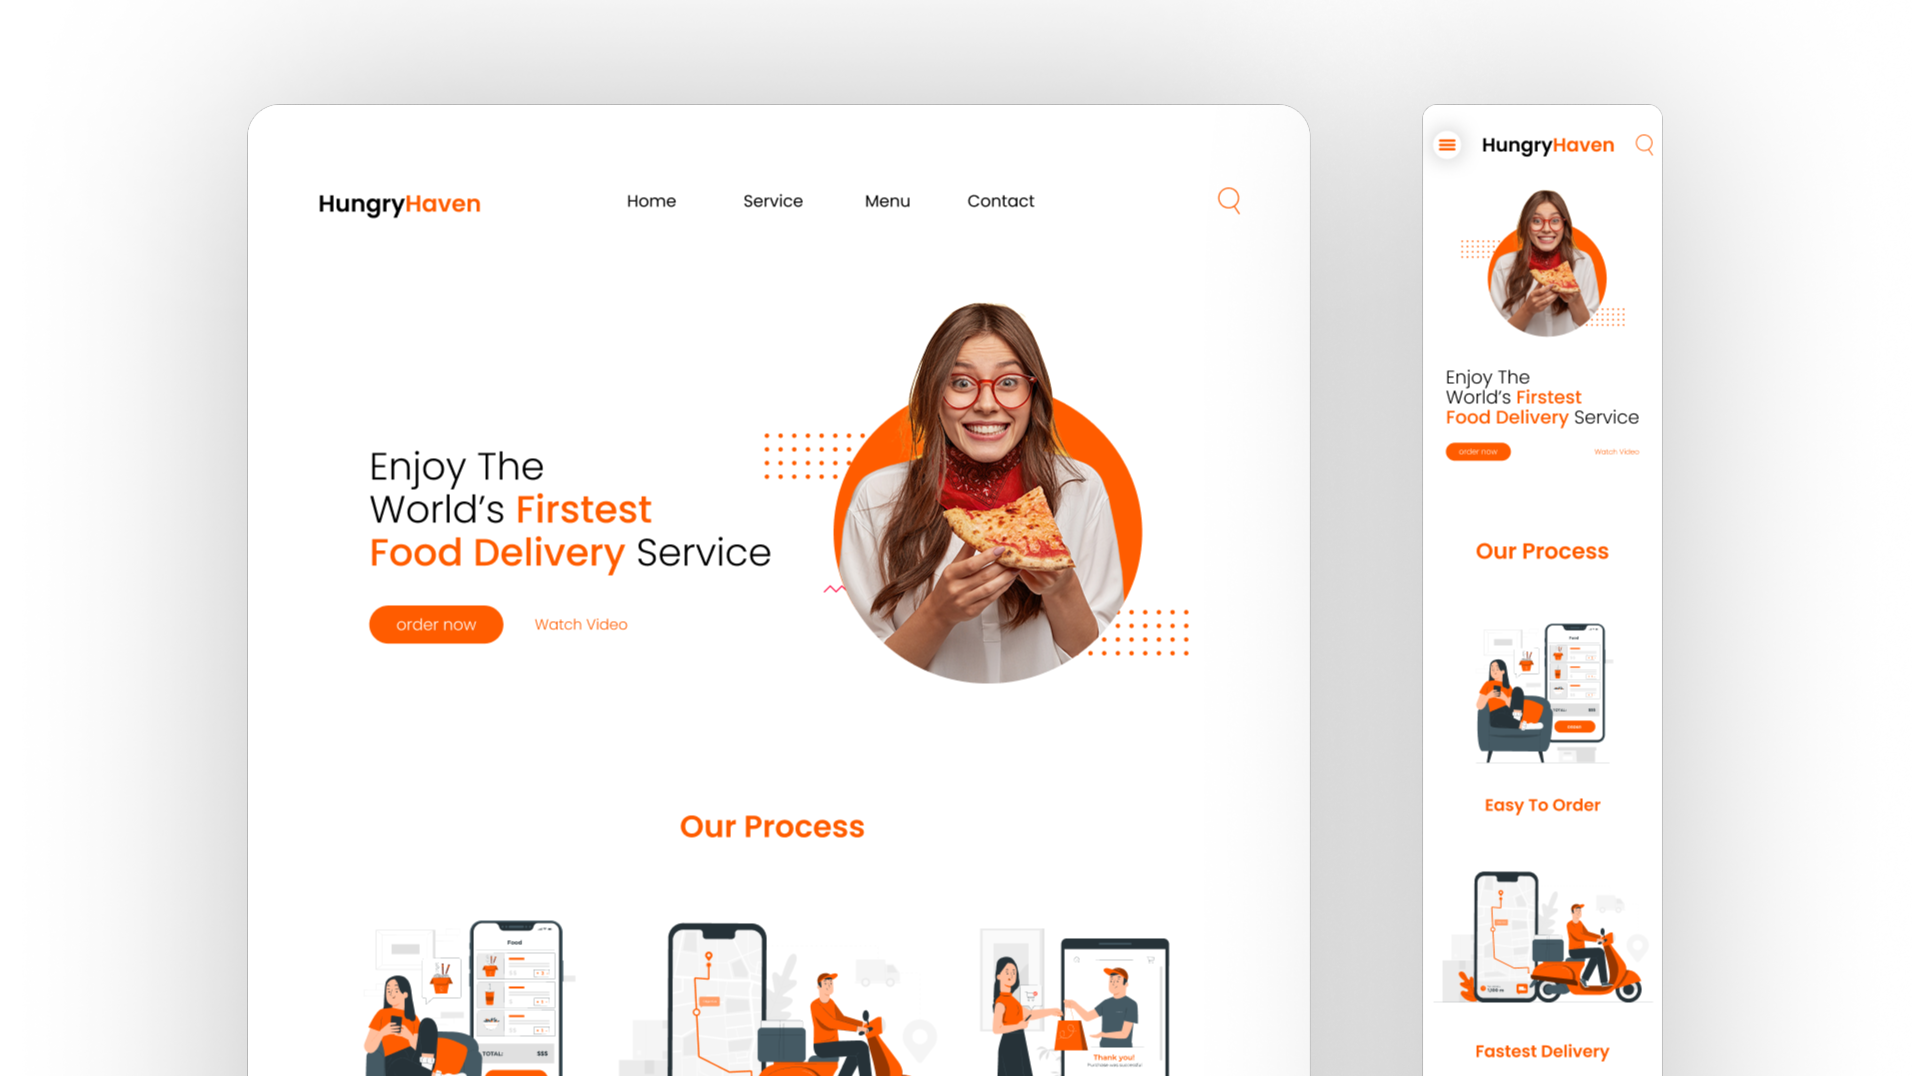 HungryHaven
Home
Service
Menu
Contact
Enjoy The
World's Firstest
Food Delivery Service
order now
Watch Video
Our Process
Food
TOTAL:
$$$
Thank you!
HungryHaven
Enjoy The
World's Firstest
Food Delivery Service
order now
Watch Video
Our Process
Food
TOTAL:
$$$
Easy To Order
Fastest Delivery